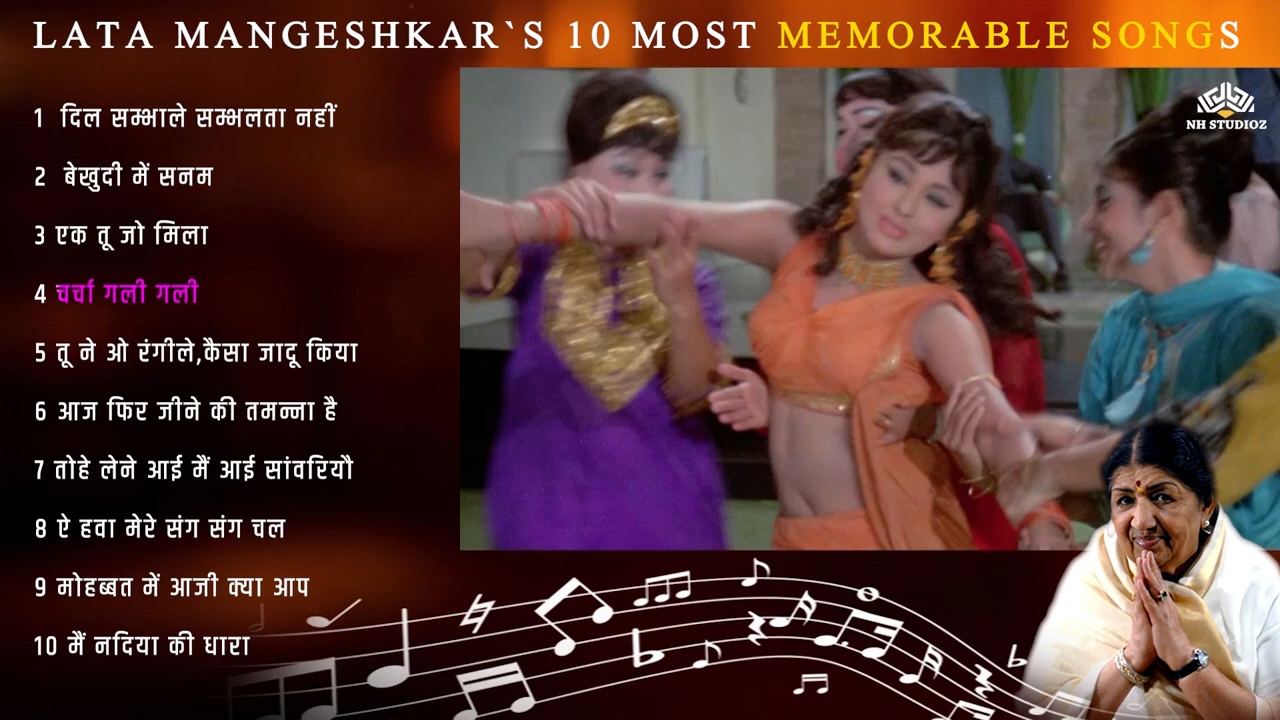 LATA MANGESHKAR`S 10 MOST MEMORABLE SONGS
NH STUDIOZ
1 दिल सम्भाले सम्भलता नहीं
2 बेखुदी में सनम
3 एक तू जो मिला
4 चर्चा गली गली
5 तू ने ओ रंगीले,कैसा जादू किया
6 आज फिर जीने की तमन्ना है
7 तोहे लेने आई मैं आई सांवरियौ
8 ऐ हवा मेरे संग संग चल
9 मोहब्बत में आजी क्या आप
10 मैं नदिया की धारा